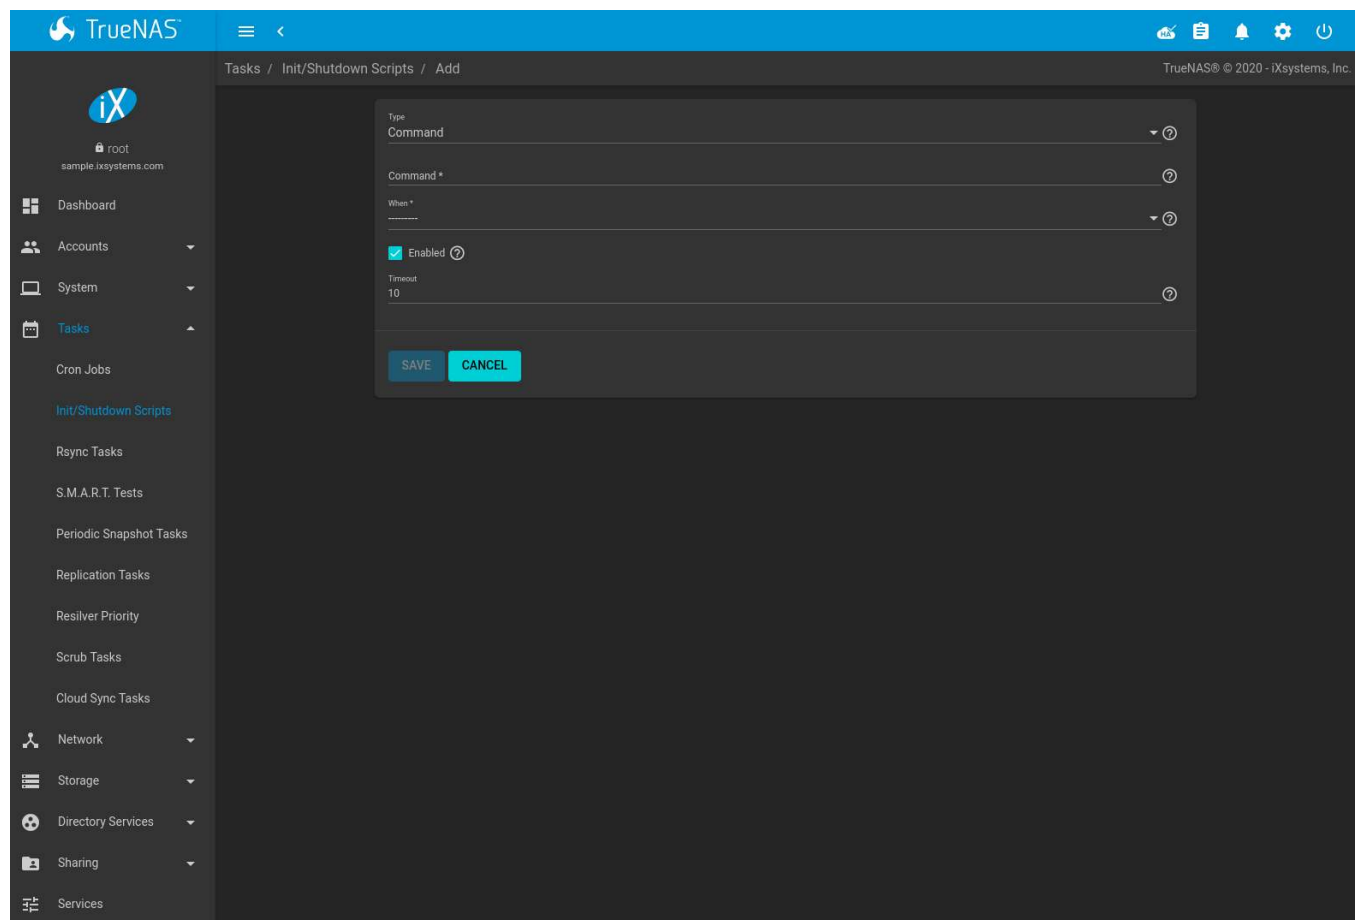 TrueNAS
Tasks / Init/Shutdown Scripts / Add
TrueNAS® © 2020 - iXsystems, Inc.
iX
root
sample.ixsystems.com
Dashboard
Accounts
System
Tasks
Cron Jobs
Init/Shutdown Scripts
Rsync Tasks
S.M.A.R.T. Tests
Periodic Snapshot Tasks
Replication Tasks
Resilver Priority
Scrub Tasks
Cloud Sync Tasks
Network
Storage
Directory Services
Sharing
Services
Type
Command
Command *
When *
---------
Enabled
Timeout
10
SAVE CANCEL
HA